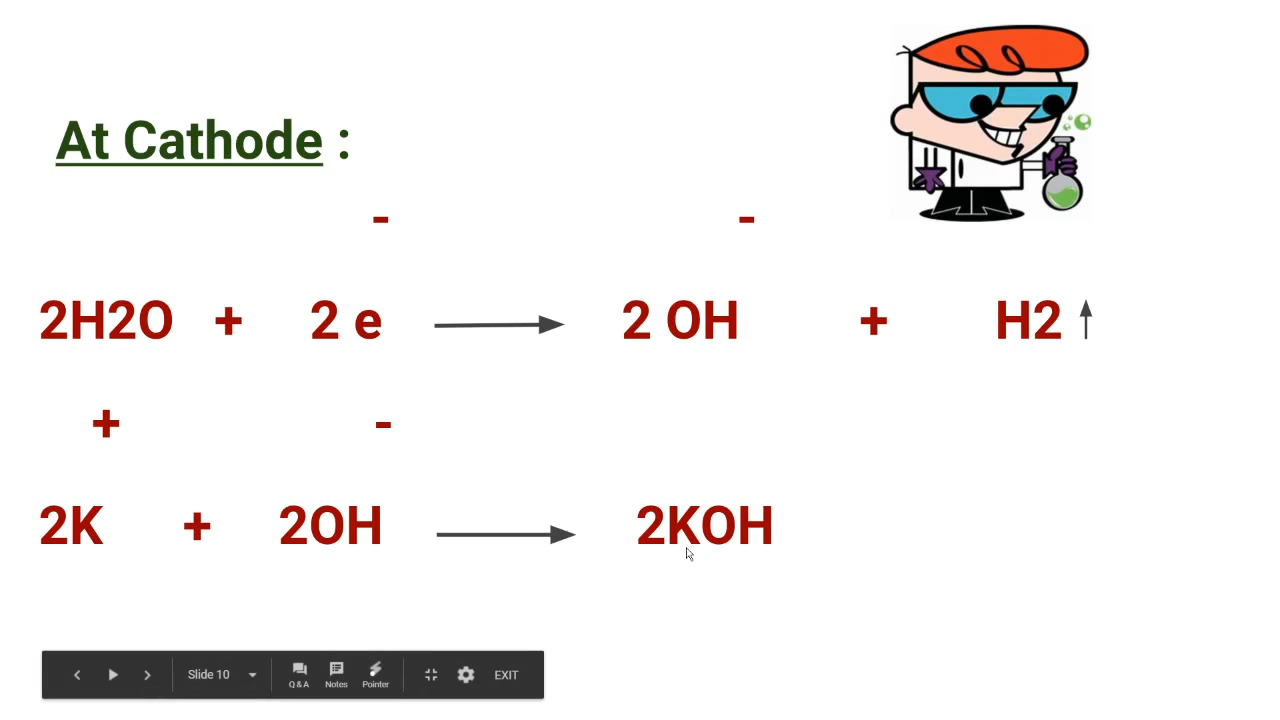 At Cathode :
- -
2H2O + 2 e 2 OH + H2
+ -
2K + 2OH 2KOH
Slide 10 Q & A Notes Pointer EXIT